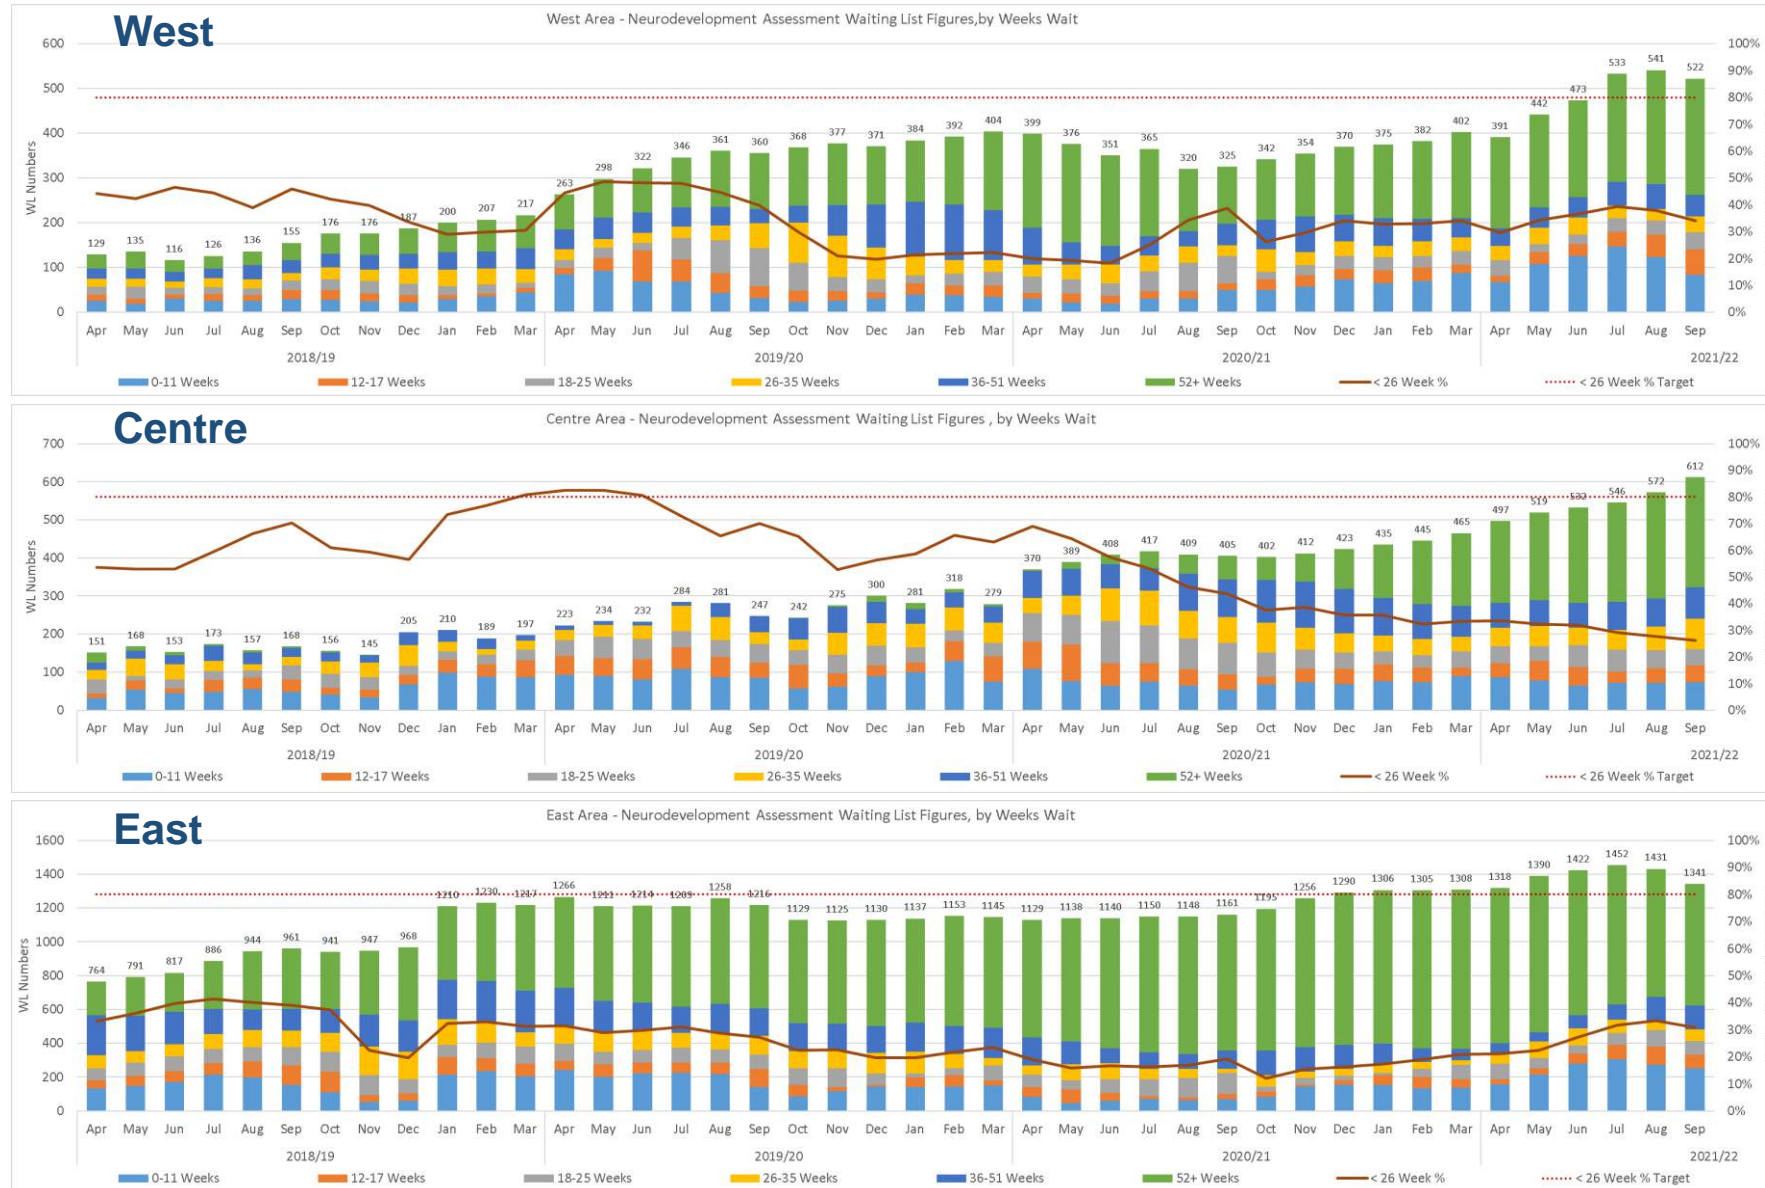 West
West Area - Neurodevelopment Assessment Waiting List Figures,by Weeks Wait
WL Numbers
600
500
400
300
200
100
0
129 135 116 126 136 155 176 176 187 200 207 217 263 298 322 346 361 360 368 377 371 384 392 404 399 376 351 365 320 325 342 354 370 375 382 402 391 442 473 533 541 522
100%
90%
80%
70%
60%
50%
40%
30%
20%
10%
0%
Apr May Jun Jul Aug Sep Oct Nov Dec Jan Feb Mar Apr May Jun Jul Aug Sep Oct Nov Dec Jan Feb Mar Apr May Jun Jul Aug Sep Oct Nov Dec Jan Feb Mar Apr May Jun Jul Aug Sep
2018/19 2019/20 2020/21 2021/22
0-11 Weeks 12-17 Weeks 18-25 Weeks 26-35 Weeks 36-51 Weeks 52+ Weeks < 26 Week % < 26 Week % Target
Centre
Centre Area - Neurodevelopment Assessment Waiting List Figures , by Weeks Wait
WL Numbers
700
600
500
400
300
200
100
0
151 168 153 173 157 168 156 145 205 210 189 197 223 234 232 284 281 247 242 275 300 281 318 279 370 389 408 417 409 405 402 412 423 435 445 465 497 519 532 546 572 612
100%
90%
80%
70%
60%
50%
40%
30%
20%
10%
0%
Apr May Jun Jul Aug Sep Oct Nov Dec Jan Feb Mar Apr May Jun Jul Aug Sep Oct Nov Dec Jan Feb Mar Apr May Jun Jul Aug Sep Oct Nov Dec Jan Feb Mar Apr May Jun Jul Aug Sep
2018/19 2019/20 2020/21 2021/22
0-11 Weeks 12-17 Weeks 18-25 Weeks 26-35 Weeks 36-51 Weeks 52+ Weeks < 26 Week % < 26 Week % Target
East
East Area - Neurodevelopment Assessment Waiting List Figures, by Weeks Wait
WL Numbers
1600
1400
1200
1000
800
600
400
200
0
764 791 817 886 944 961 941 947 968 1210 1230 1217 1266 1211 1214 1209 1258 1216 1129 1125 1130 1137 1153 1145 1129 1138 1140 1150 1148 1161 1195 1256 1290 1306 1305 1308 1318 1390 1422 1452 1431 1341
100%
90%
80%
70%
60%
50%
40%
30%
20%
10%
0%
Apr May Jun Jul Aug Sep Oct Nov Dec Jan Feb Mar Apr May Jun Jul Aug Sep Oct Nov Dec Jan Feb Mar Apr May Jun Jul Aug Sep Oct Nov Dec Jan Feb Mar Apr May Jun Jul Aug Sep
2018/19 2019/20 2020/21 2021/22
0-11 Weeks 12-17 Weeks 18-25 Weeks 26-35 Weeks 36-51 Weeks 52+ Weeks < 26 Week % < 26 Week % Target